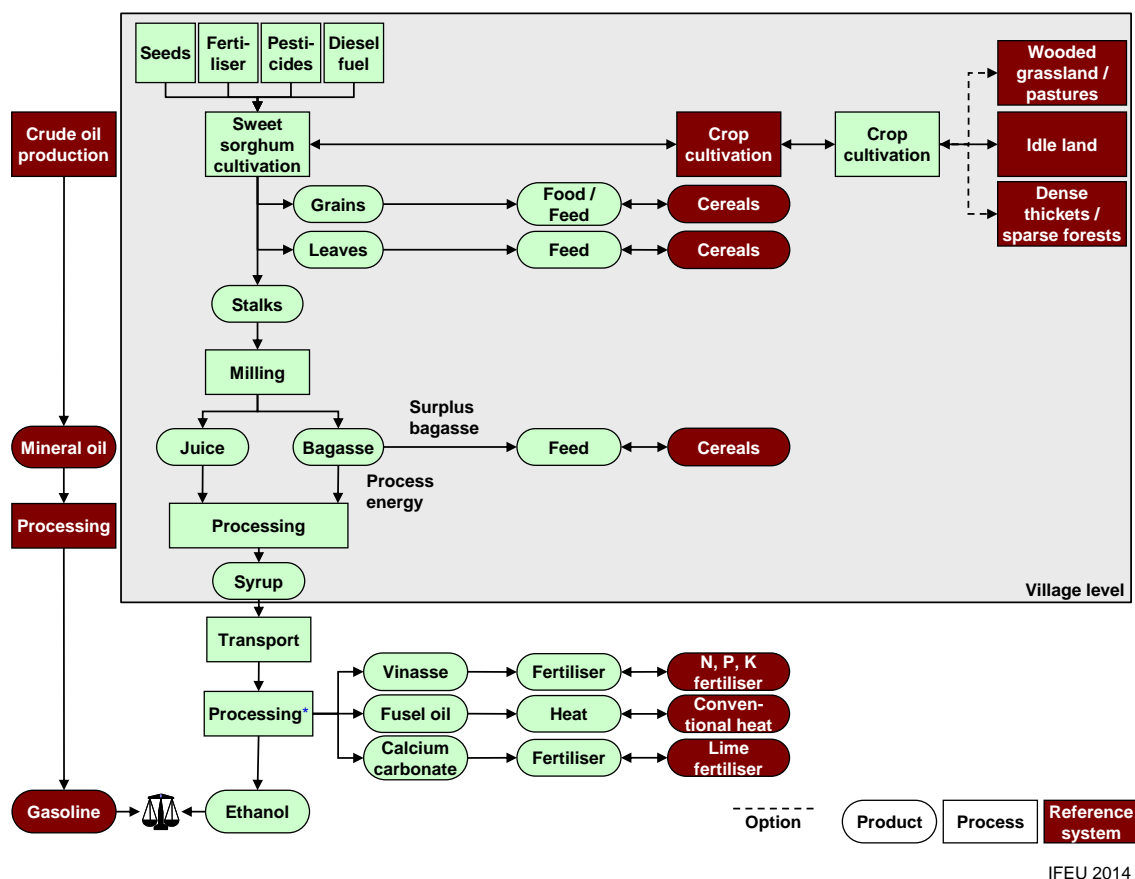 Seeds
Ferti-
liser
Pesti-
cides
Diesel
fuel
Wooded
grassland /
pastures
Crude oil
production
Sweet
sorghum
cultivation
Crop
cultivation
Crop
cultivation
Idle land
Dense
thickets /
sparse forests
Grains
Food /
Feed
Cereals
Leaves
Feed
Cereals
Stalks
Milling
Surplus
bagasse
Mineral oil
Juice
Bagasse
Feed
Cereals
Process
energy
Processing
Processing
Syrup
Village level
Transport
Vinasse
Fertiliser
N, P, K
fertiliser
Processing*
Fusel oil
Heat
Conven-
tional heat
Calcium
carbonate
Fertiliser
Lime
fertiliser
Gasoline
Ethanol
Option
Product
Process
Reference
system
IFEU 2014